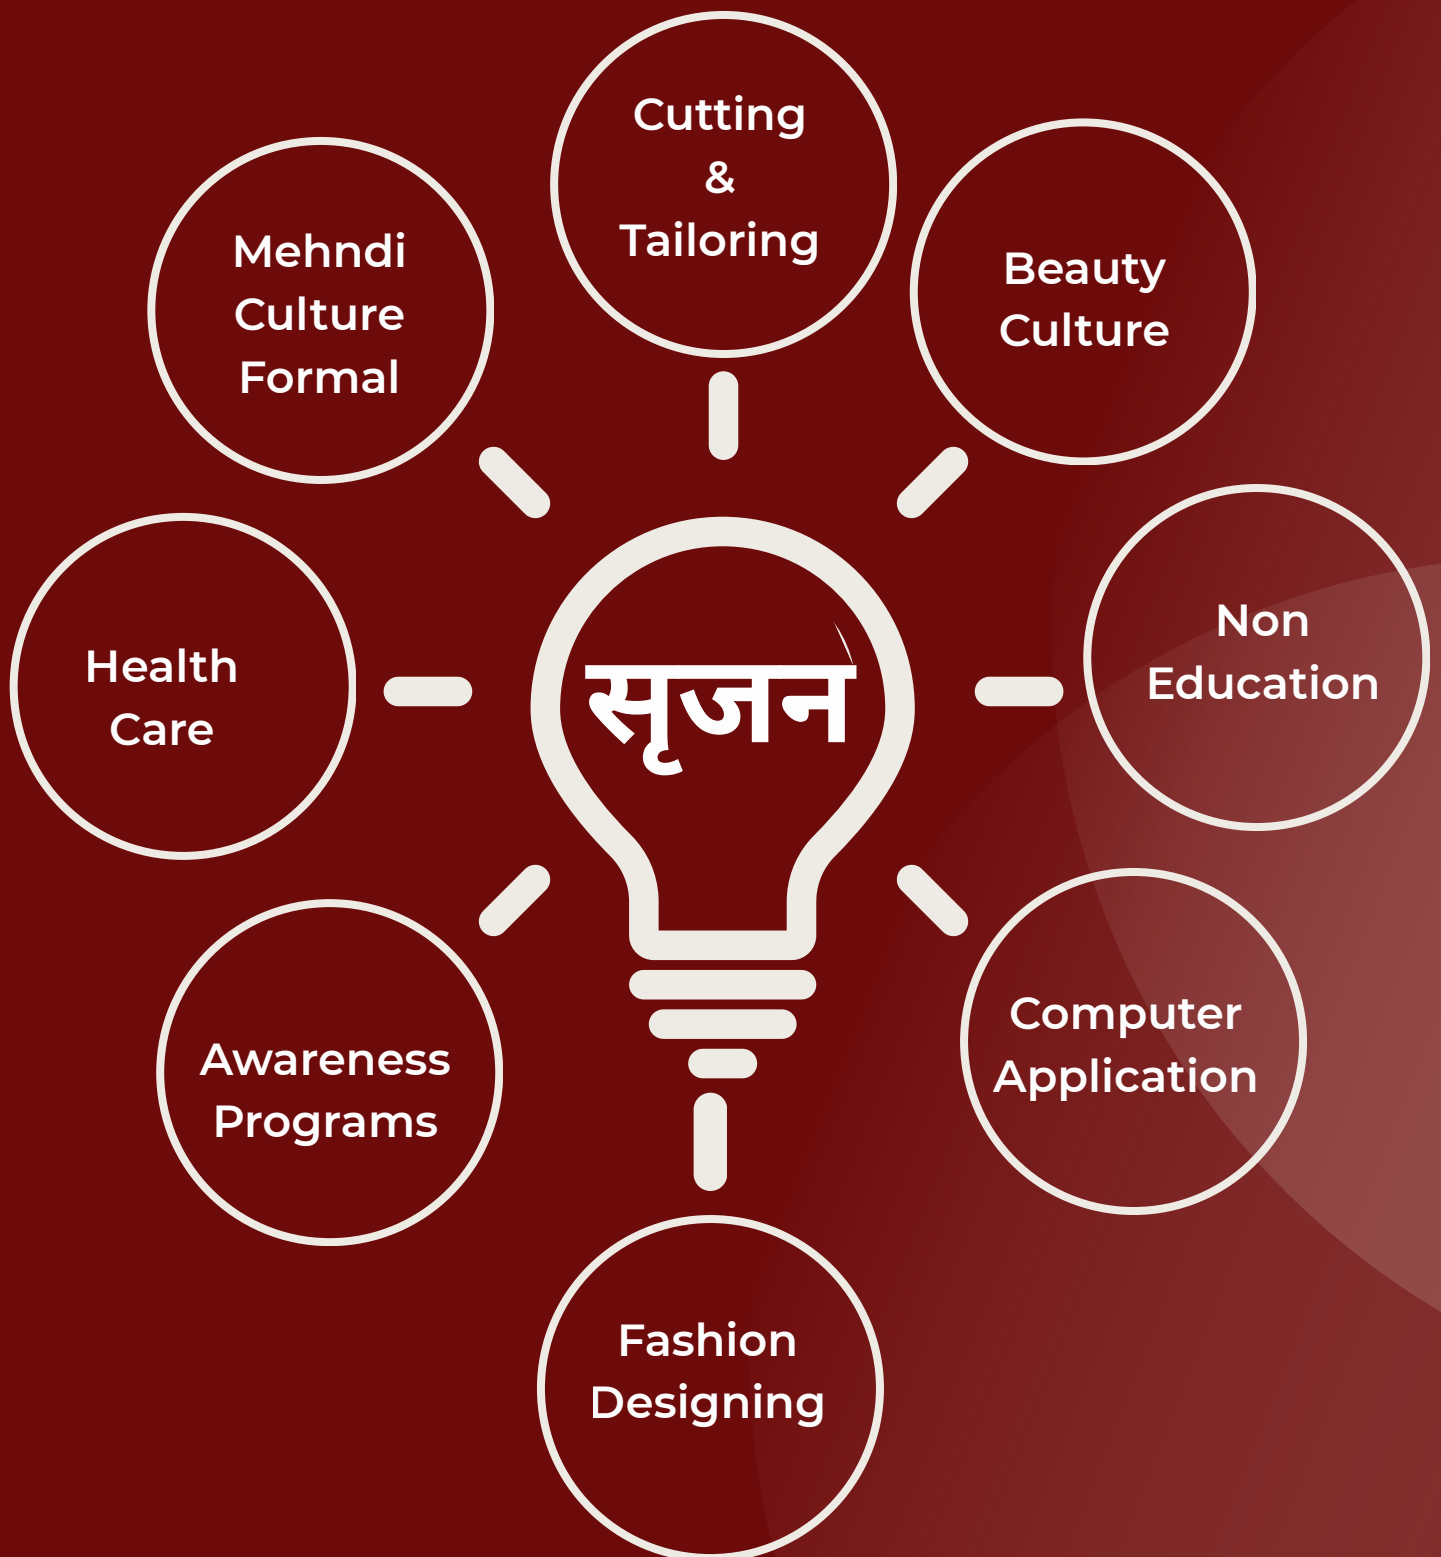 Cutting
&
Tailoring
Mehndi
Culture
Formal
Beauty
Culture
Non
Education
Health
Care
सृजन
Computer
Application
Awareness
Programs
Fashion
Designing